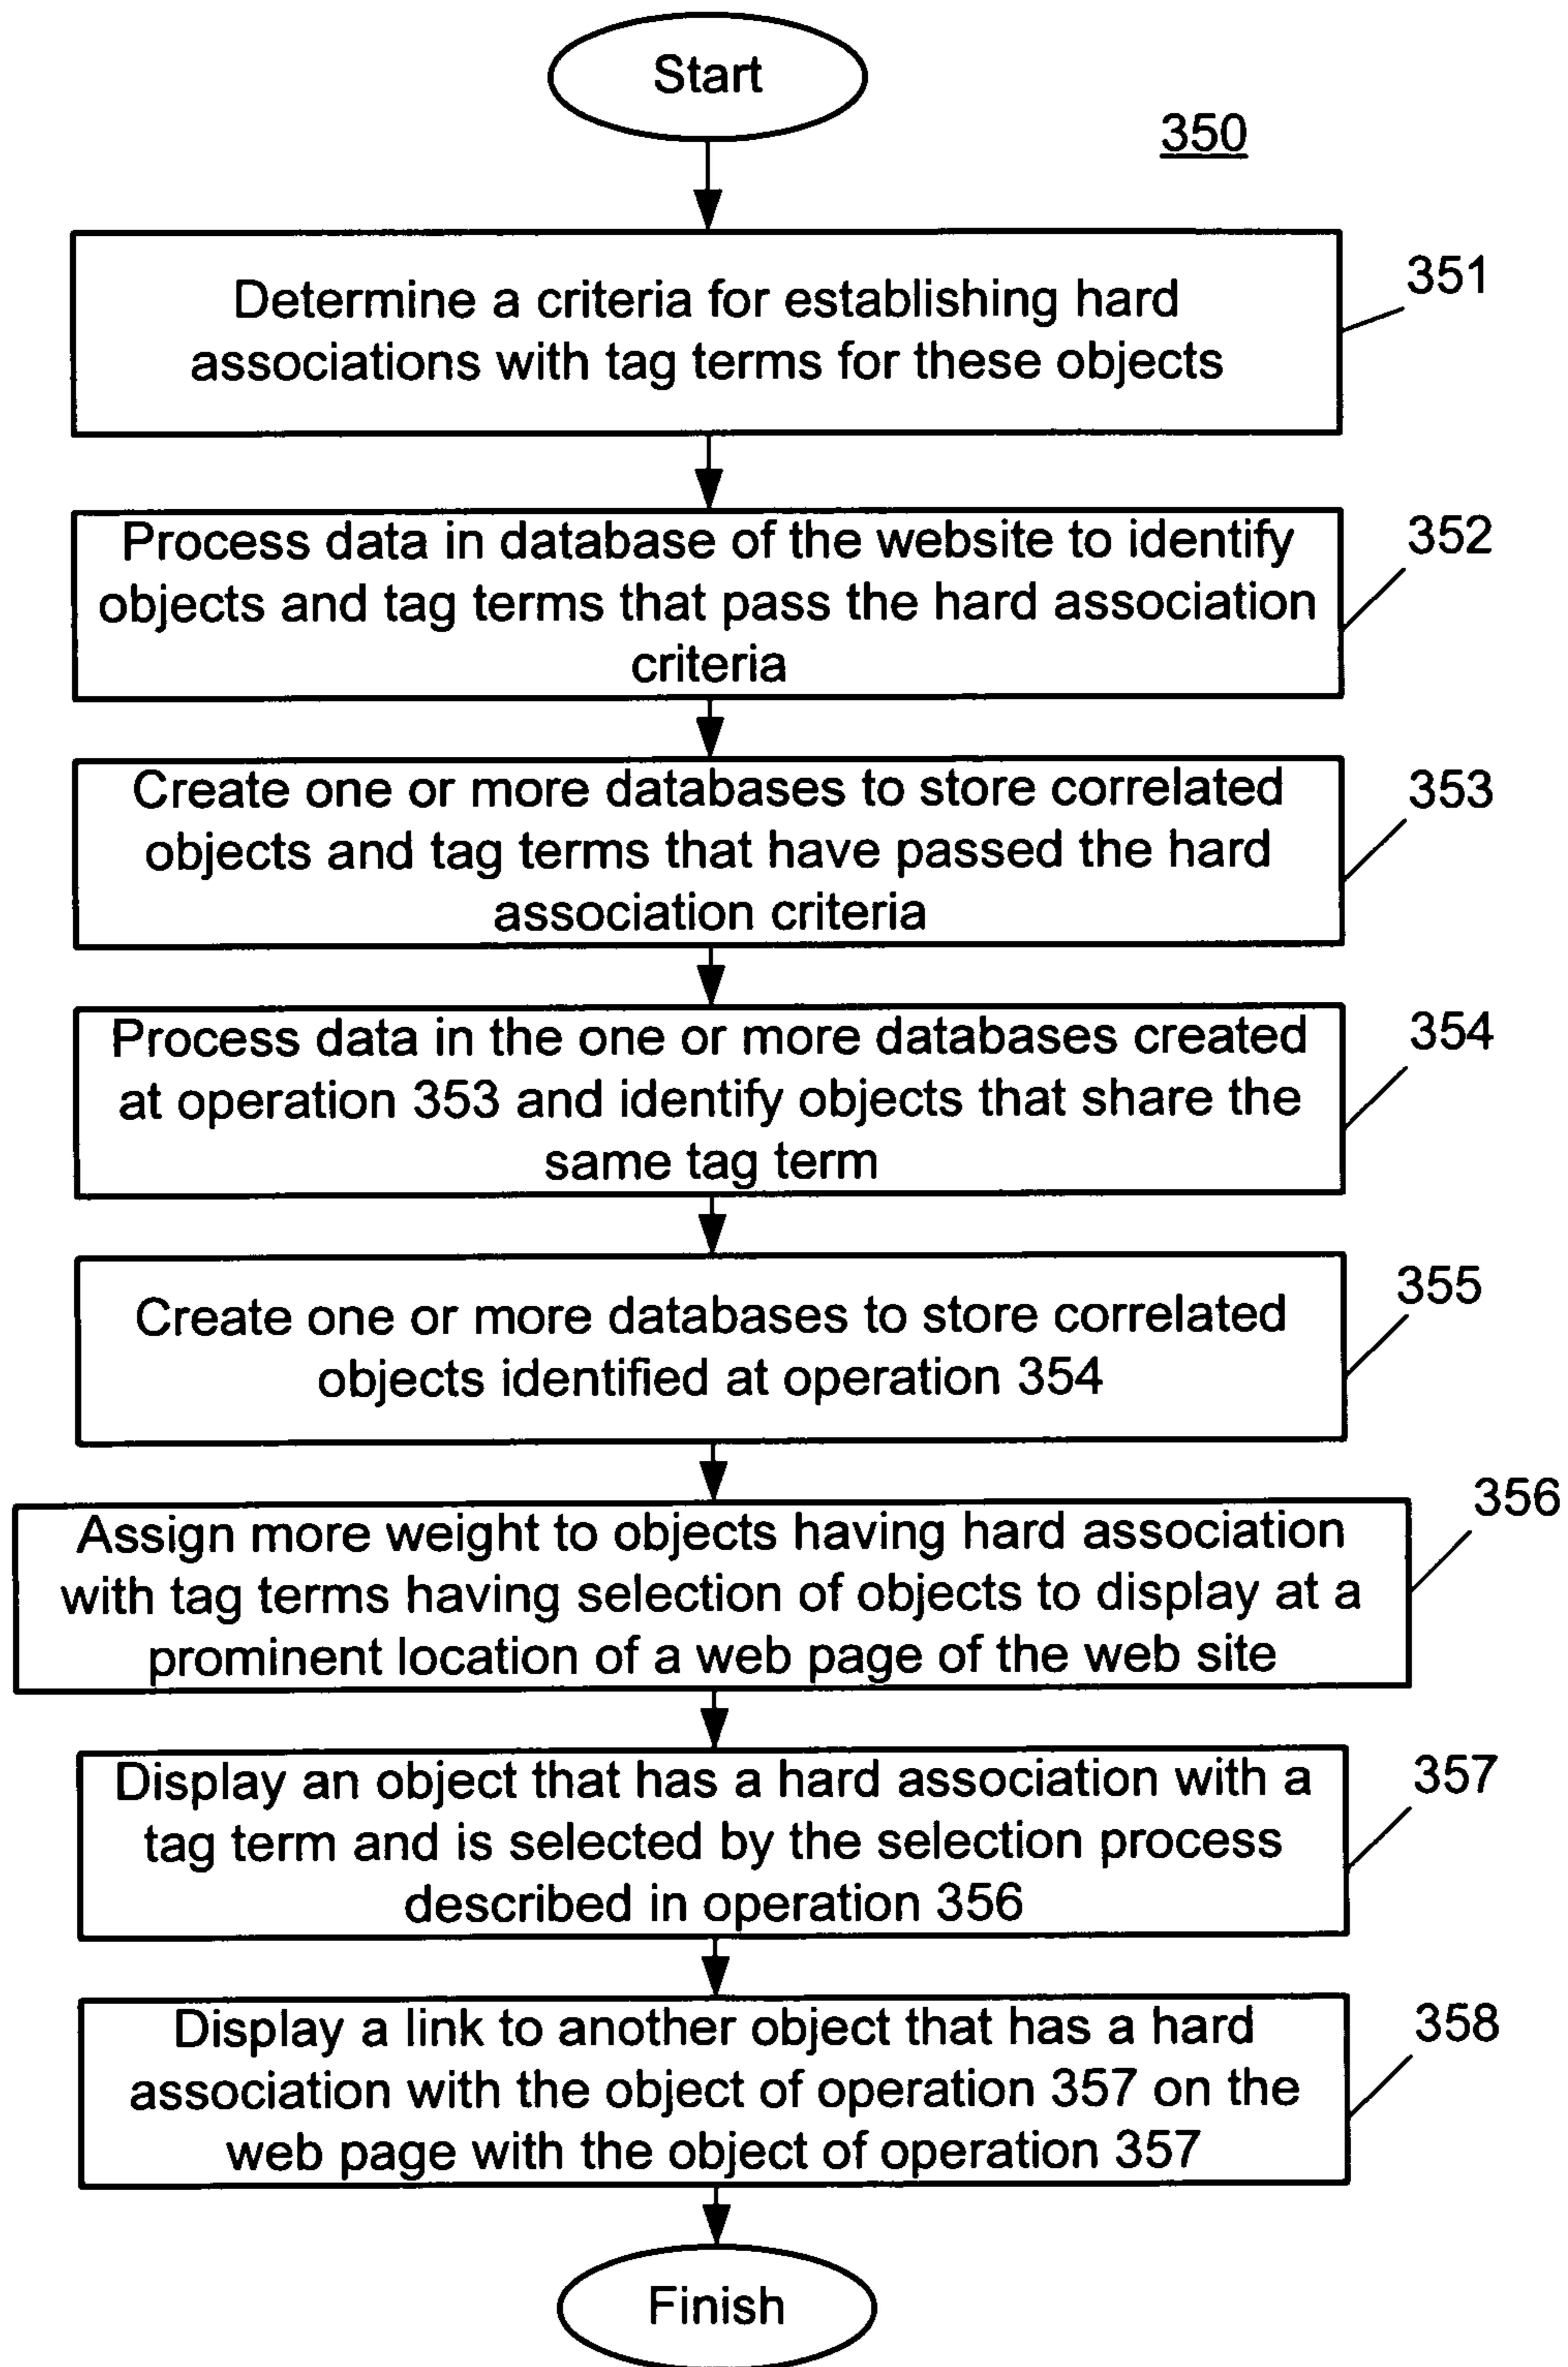 Start
350
Determine a criteria for establishing hard
associations with tag terms for these objects
351
Process data in database of the website to identify
objects and tag terms that pass the hard association
criteria
352
Create one or more databases to store correlated
objects and tag terms that have passed the hard
association criteria
353
Process data in the one or more databases created
at operation 353 and identify objects that share the
same tag term
354
Create one or more databases to store correlated
objects identified at operation 354
355
Assign more weight to objects having hard association
with tag terms having selection of objects to display at a
prominent location of a web page of the web site
356
Display an object that has a hard association with a
tag term and is selected by the selection process
described in operation 356
357
Display a link to another object that has a hard
association with the object of operation 357 on the
web page with the object of operation 357
358
Finish